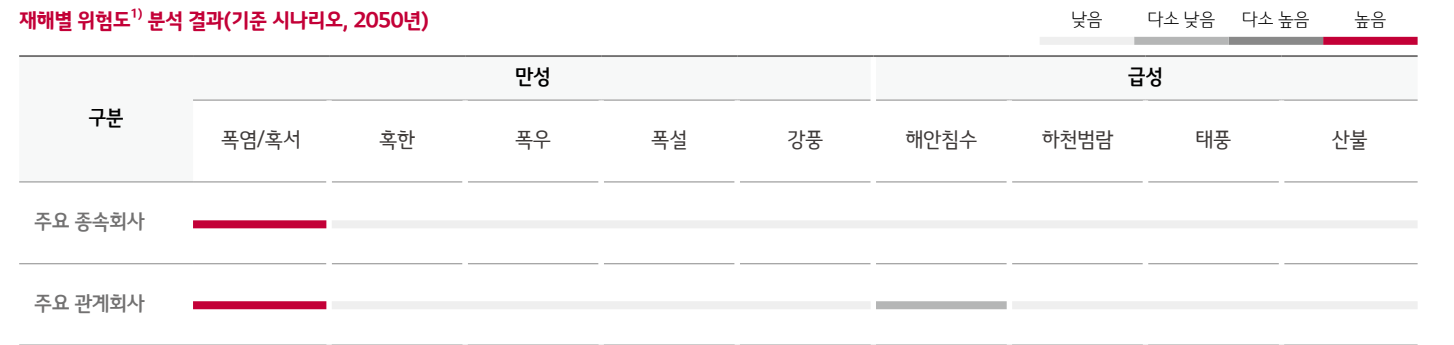 재해별 위험도1) 분석 결과(기준 시나리오, 2050년)
낮음 다소 낮음 다소 높음 높음
구분 만성 급성
폭염/혹서 혹한 폭우 폭설 강풍 해안침수 하천범람 태풍 산불
주요 종속회사
주요 관계회사